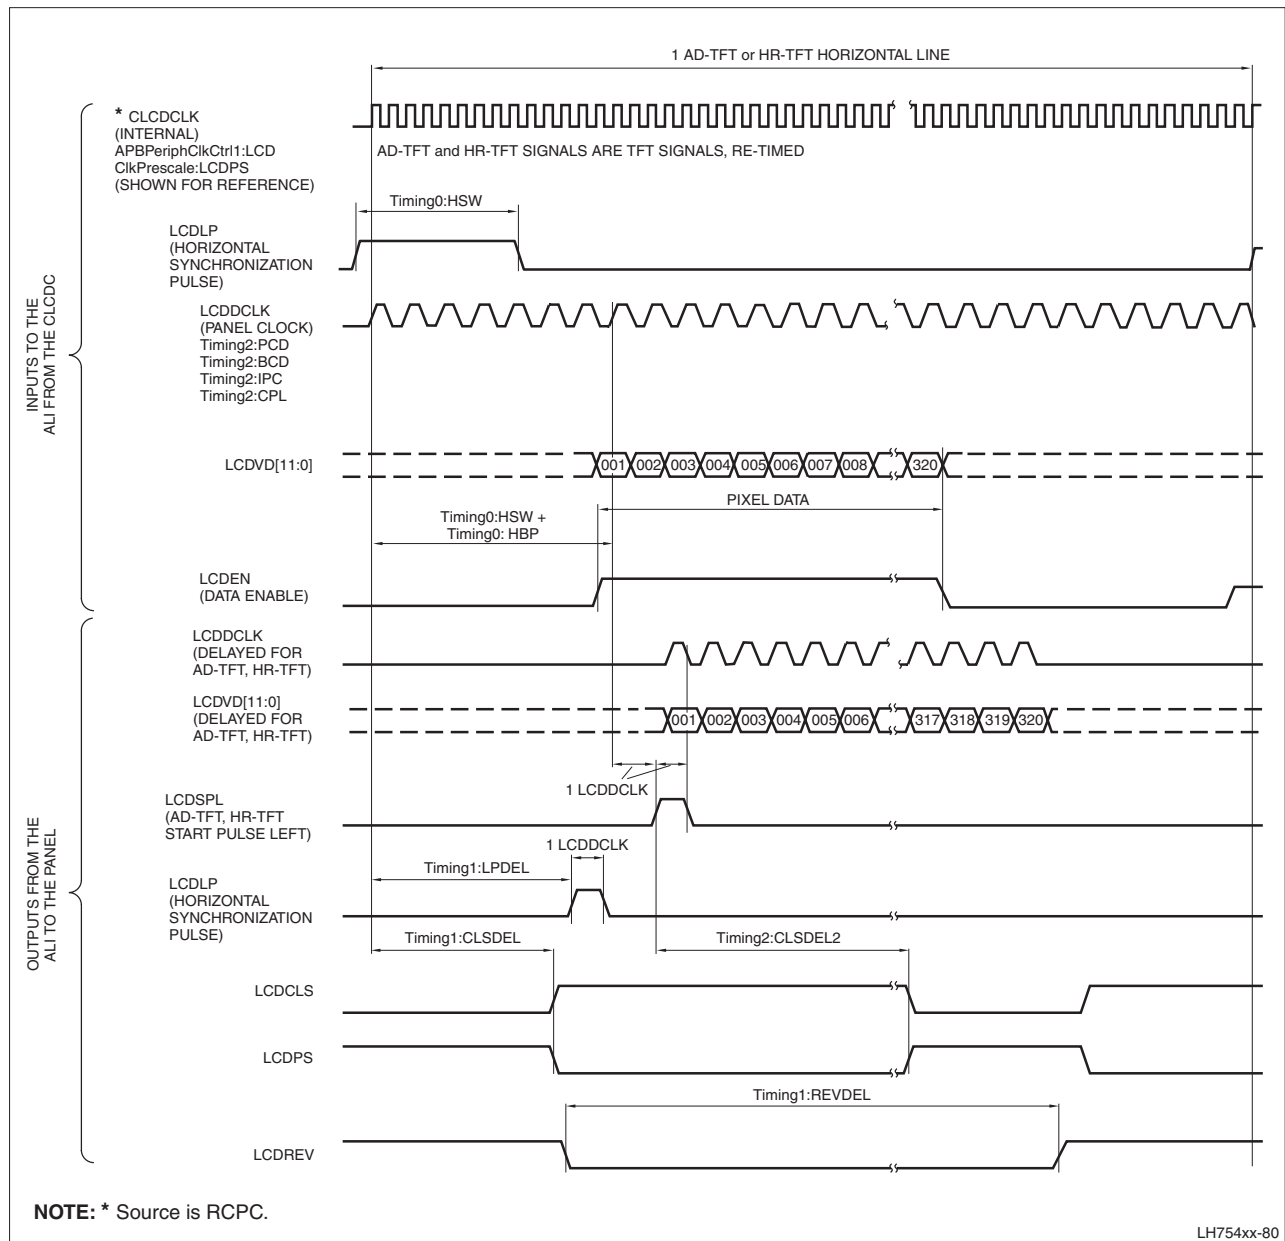 1 AD-TFT or HR-TFT HORIZONTAL LINE
* CLCDCLK
(INTERNAL)
APBPeriphClkCtrl1:LCD
ClkPrescale:LCDPS
(SHOWN FOR REFERENCE)
AD-TFT and HR-TFT SIGNALS ARE TFT SIGNALS, RE-TIMED
Timing0:HSW
LCDLP
(HORIZONTAL
SYNCHRONIZATION
PULSE)
LCDDCLK
(PANEL CLOCK)
Timing2:PCD
Timing2:BCD
Timing2:IPC
Timing2:CPL
INPUTS TO THE
ALI FROM THE CLCDC
LCDVD[11:0]
001 002 003 004 005 006 007 008 320
PIXEL DATA
Timing0:HSW +
Timing0: HBP
LCDEN
(DATA ENABLE)
LCDDCLK
(DELAYED FOR
AD-TFT, HR-TFT)
LCDVD[11:0]
(DELAYED FOR
AD-TFT, HR-TFT)
001 002 003 004 005 006 317 318 319 320
1 LCDDCLK
LCDSPL
(AD-TFT, HR-TFT
START PULSE LEFT)
1 LCDDCLK
Timing1:LPDEL
LCDLP
(HORIZONTAL
SYNCHRONIZATION
PULSE)
OUTPUTS FROM THE
ALI TO THE PANEL
Timing1:CLSDEL
Timing2:CLSDEL2
LCDCLS
LCDPS
Timing1:REVDEL
LCDREV
NOTE: * Source is RCPC.
LH754xx-80